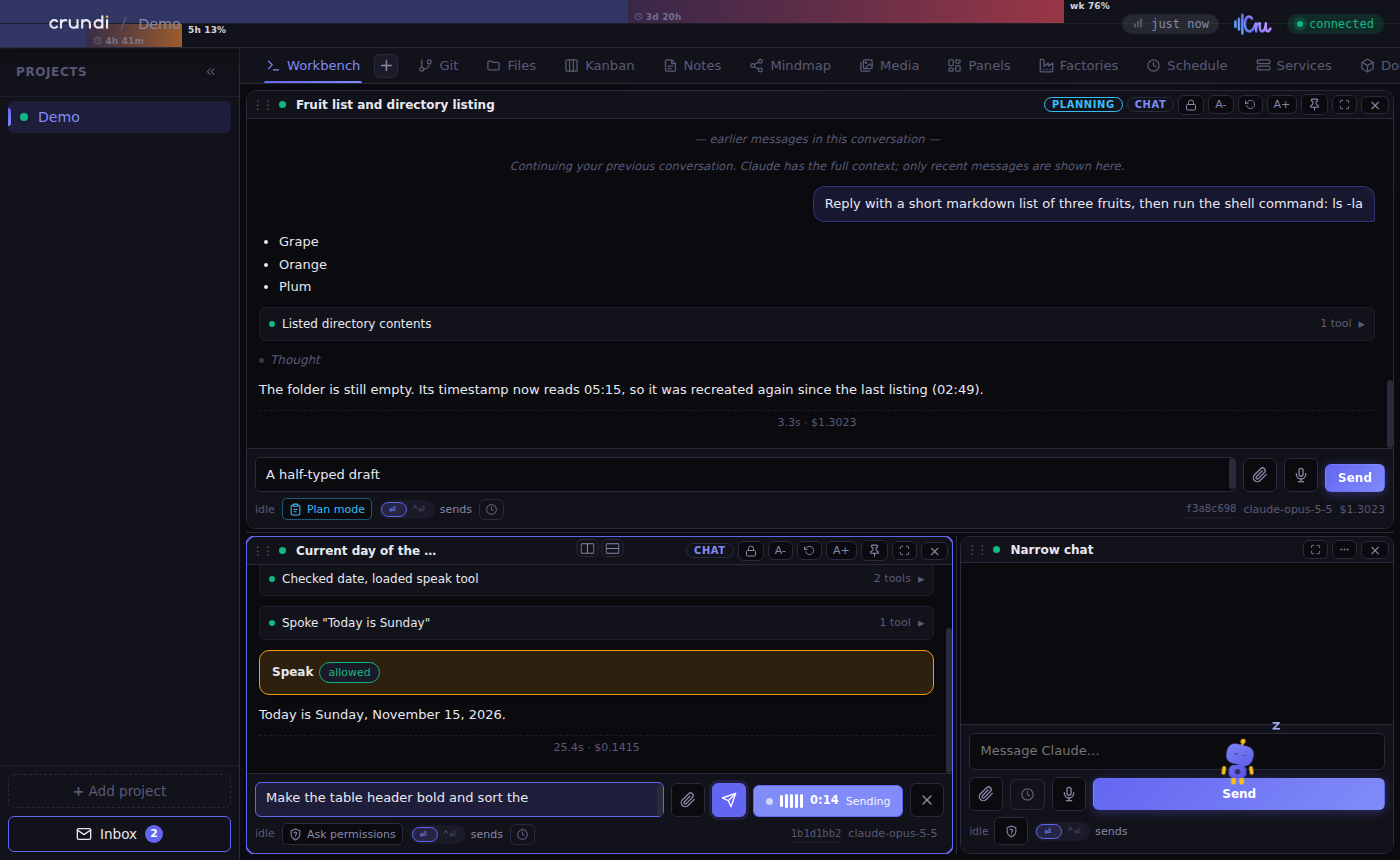 crundi / Demo
3d 20h
wk 76%
4h 41m
5h 13%
just now
Cru
connected
PROJECTS «
Demo
+ Add project
Inbox 2
Workbench + Git Files Kanban Notes Mindmap Media Panels Factories Schedule Services Do
Fruit list and directory listing PLANNING CHAT A- A+ ×
— earlier messages in this conversation —
Continuing your previous conversation. Claude has the full context; only recent messages are shown here.
Reply with a short markdown list of three fruits, then run the shell command: ls -la
• Grape
• Orange
• Plum
Listed directory contents 1 tool ▸
Thought
The folder is still empty. Its timestamp now reads 05:15, so it was recreated again since the last listing (02:49).
3.3s · $1.3023
A half-typed draft Send
idle Plan mode ⏎ ^⏎ sends f3a8c698 claude-opus-5-5 $1.3023
Current day of the … CHAT A- A+ ×
Checked date, loaded speak tool 2 tools ▸
Spoke "Today is Sunday" 1 tool ▸
Speak allowed
Today is Sunday, November 15, 2026.
25.4s · $0.1415
Make the table header bold and sort the 0:14 Sending ×
idle Ask permissions ⏎ ^⏎ sends 1b1d1bb2 claude-opus-5-5
Narrow chat ··· ×
z
Message Claude…
Send
idle ⏎ ^⏎ sends